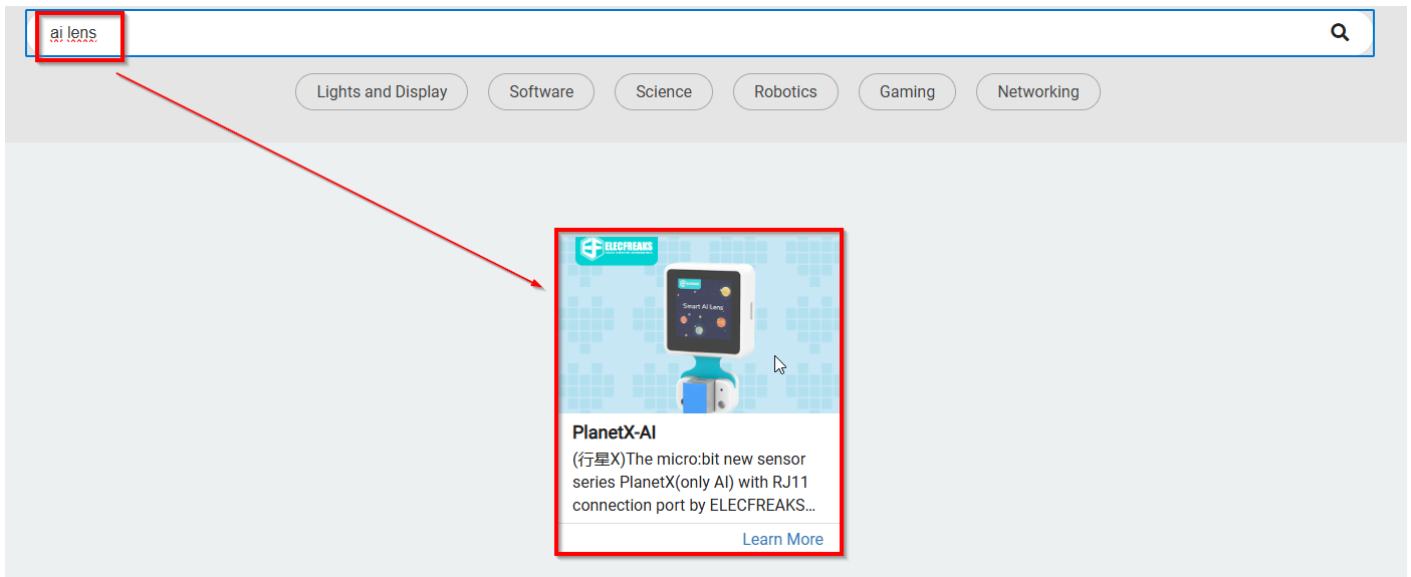 ai lens
Lights and Display
Software
Science
Robotics
Gaming
Networking
ELECFREAKS
Smart AI Lens
PlanetX-AI
(行星X)The micro:bit new sensor
series PlanetX(only AI) with RJ11
connection port by ELECFREAKS...
Learn More